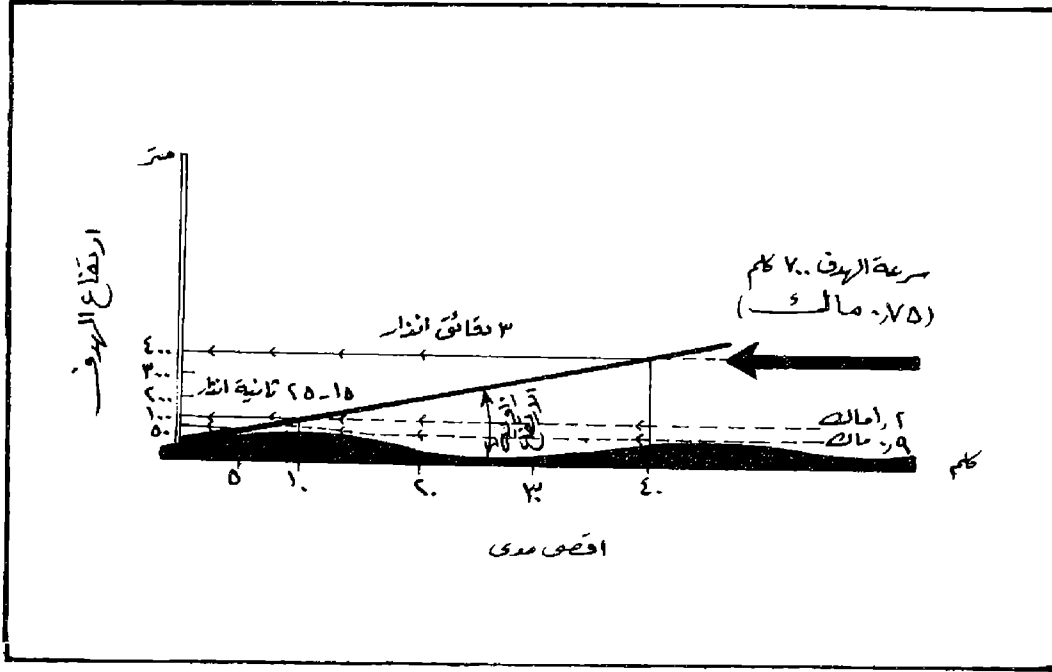 متر
ارتفاع الهدف
سرعة الهدف ٧٠٠ كلم
(٠٫٧٥ ماك)
٣ دقائق انذار
٤٠٠
٣٠٠
٢٠٠
١٥-٢٥ ثانية انذار
١٠٠
٥٠
١٫٢ ماك
٠٫٩ ماك
كلم
٥
١٠
٢٠
٣٠
٤٠
اقصى مدى